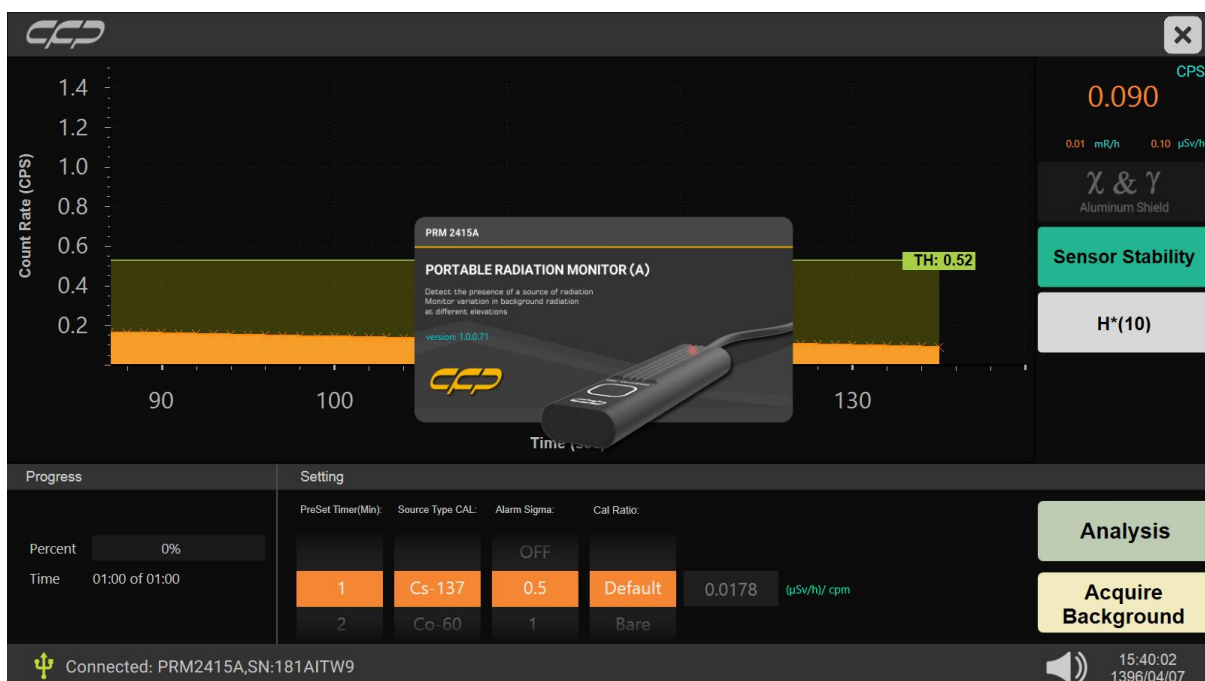 CCP
CPS
0.090
0.01 mR/h 0.10 µSv/h
χ & γ
Aluminum Shield
Sensor Stability
H*(10)
Count Rate (CPS)
1.4
1.2
1.0
0.8
0.6
0.4
0.2
TH: 0.52
90
100
130
Time
PRM 2415A
PORTABLE RADIATION MONITOR (A)
Detect the presence of a source of radiation
Monitor variation in background radiation
at different elevations
version: 1.0.0.71
CCP
Progress
Percent 0%
Time 01:00 of 01:00
Setting
PreSet Timer(Min): Source Type CAL: Alarm Sigma: Cal Ratio:
OFF
1 Cs-137 0.5 Default 0.0178 (µSv/h)/ cpm
2 Co-60 1 Bare
Analysis
Acquire
Background
Connected: PRM2415A,SN:181AITW9
15:40:02
1396/04/07